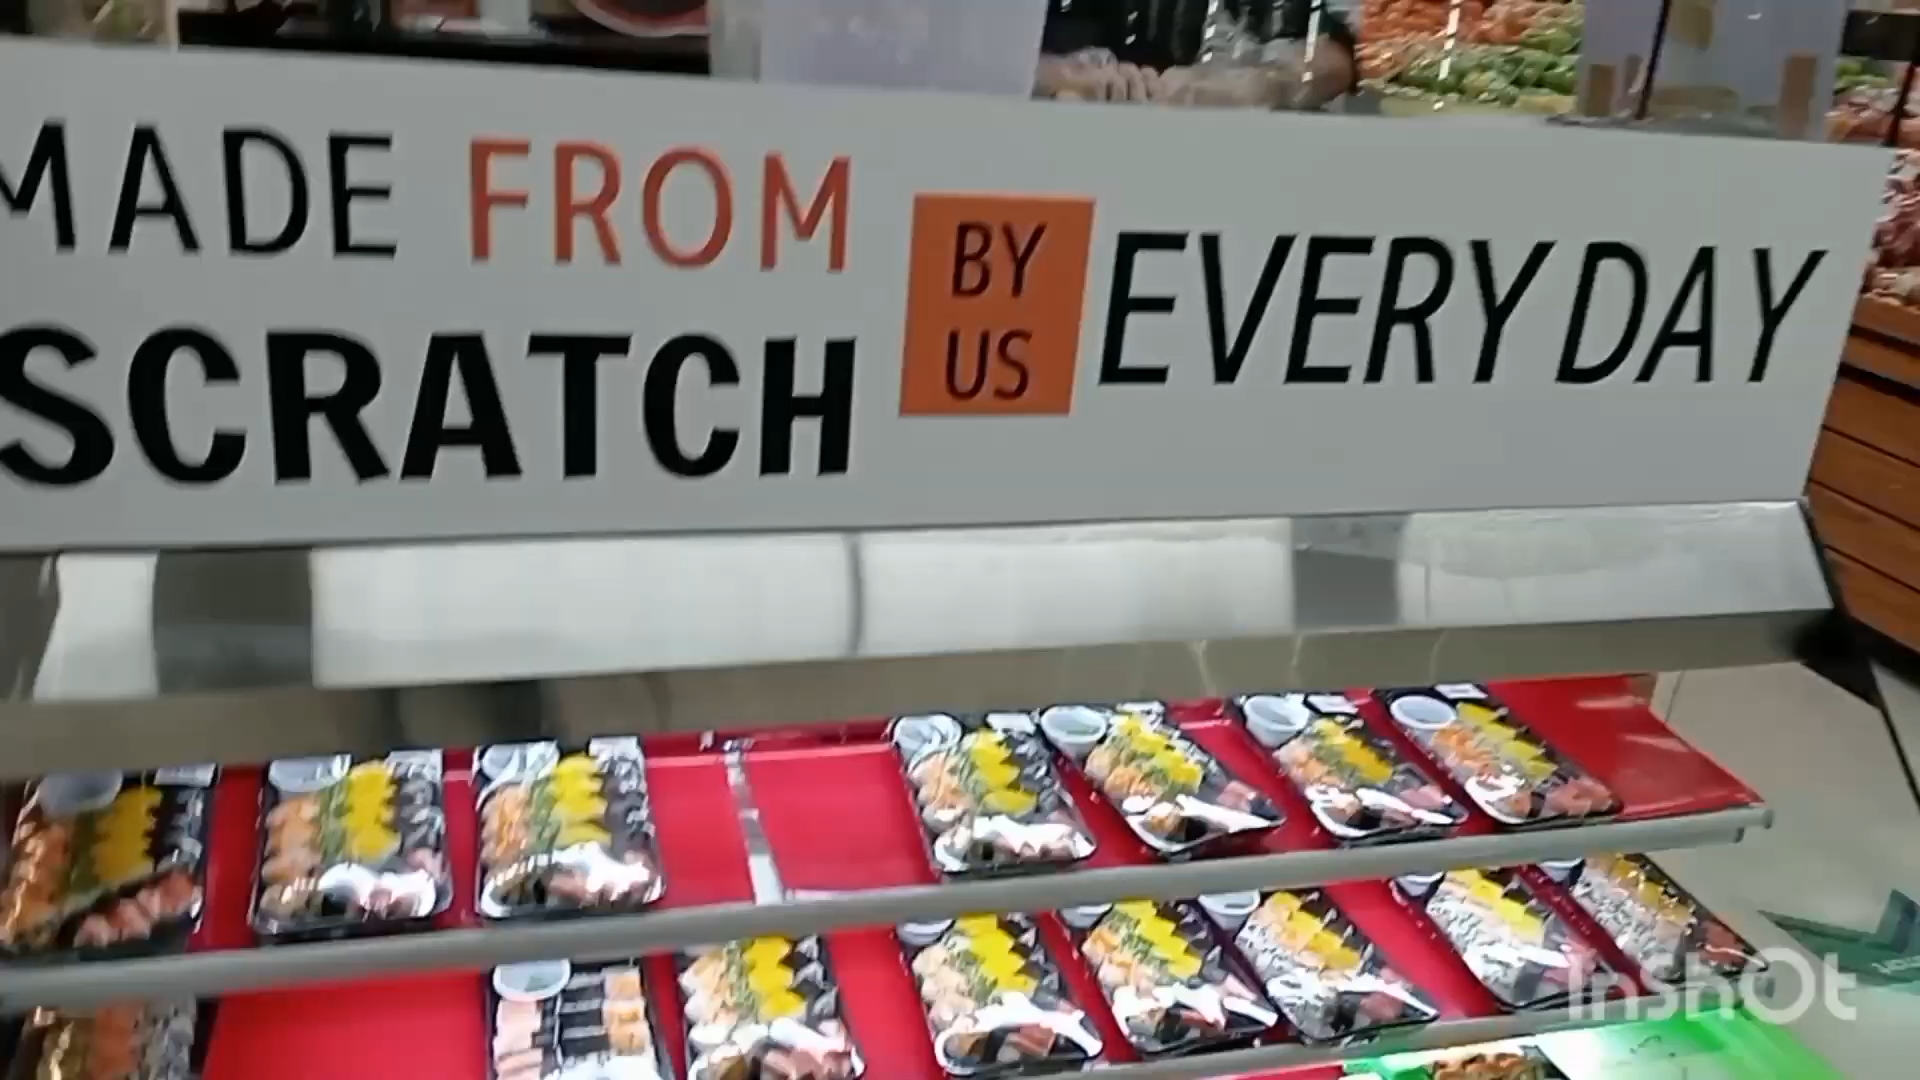 MADE FROM
SCRATCH
BY
US
EVERY DAY
InShOt